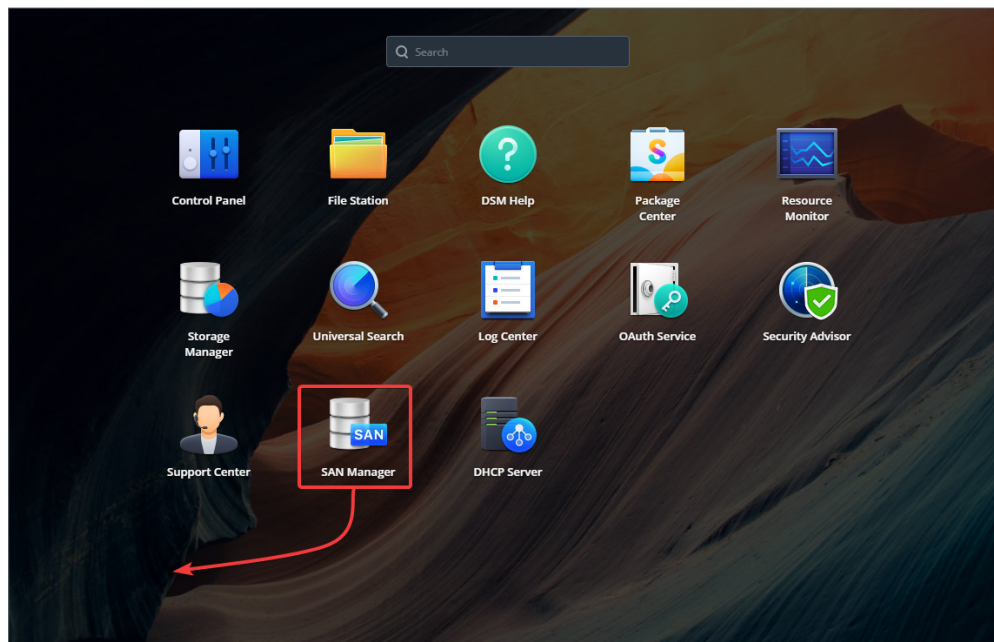 Search
Control Panel
File Station
DSM Help
Package
Center
Resource
Monitor
Storage
Manager
Universal Search
Log Center
OAuth Service
Security Advisor
Support Center
SAN
SAN Manager
DHCP Server